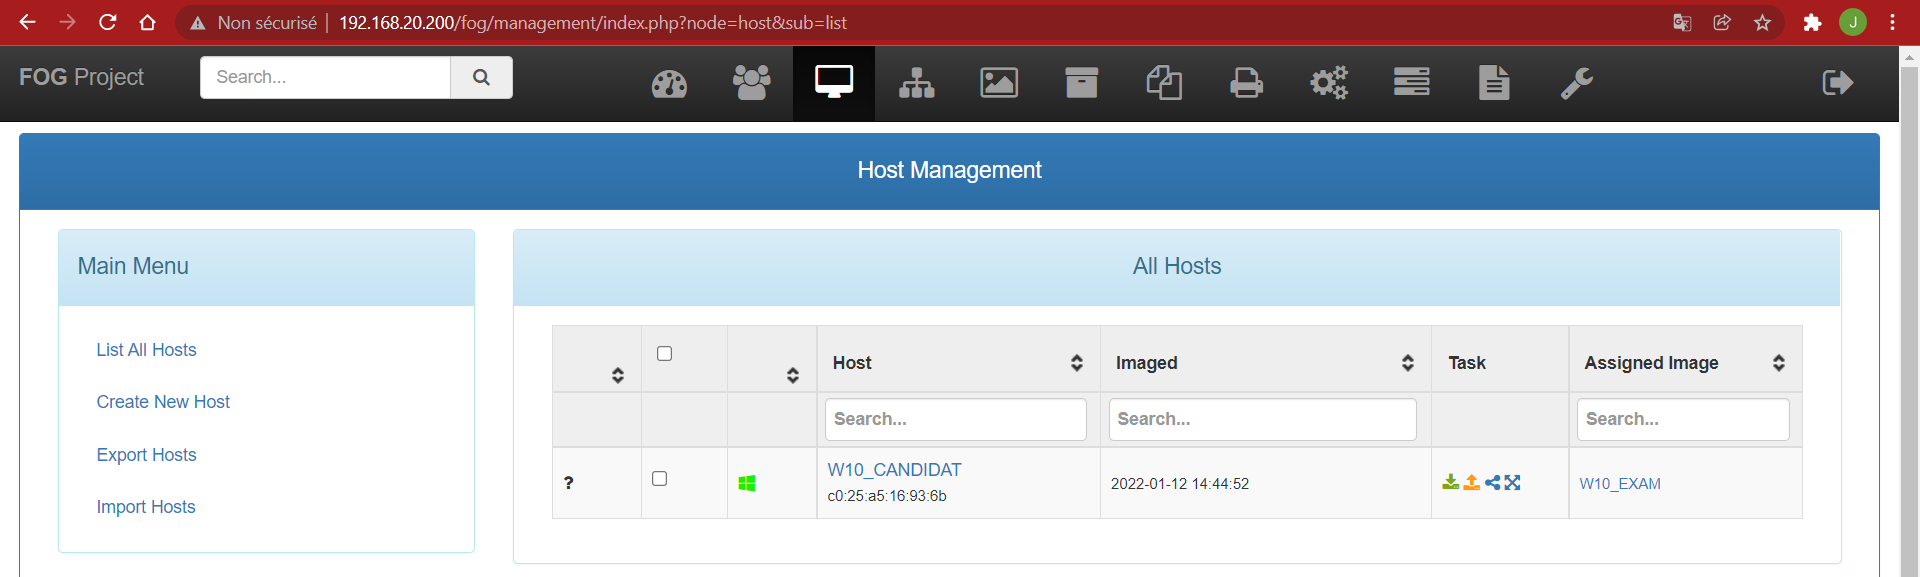 Non sécurisé | 192.168.20.200/fog/management/index.php?node=host&sub=list
J
FOG Project
Search...
Host Management
Main Menu
List All Hosts
Create New Host
Export Hosts
Import Hosts
All Hosts
Host Imaged Task Assigned Image
Search... Search... Search...
? W10_CANDIDAT 2022-01-12 14:44:52 W10_EXAM
c0:25:a5:16:93:6b